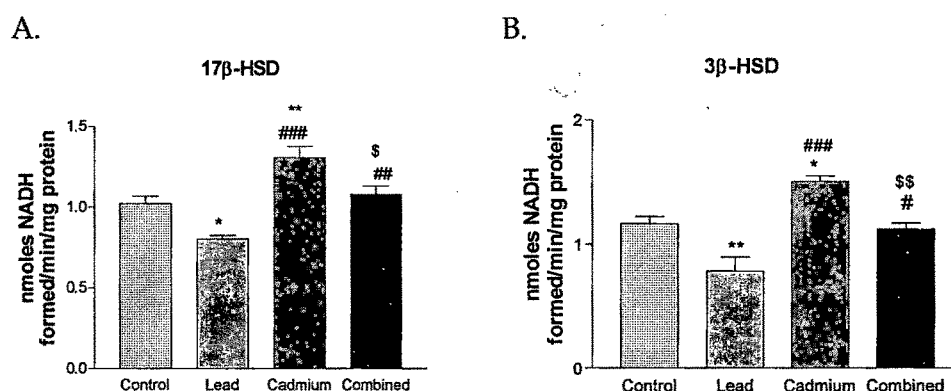 A.
17β-HSD
nmoles NADH
formed/min/mg protein
1.5
1.0
0.5
0.0
*
**
###
$
##
Control Lead Cadmium Combined
B.
3β-HSD
nmoles NADH
formed/min/mg protein
2
1
0
**
###
*
$$
#
Control Lead Cadmium Combined